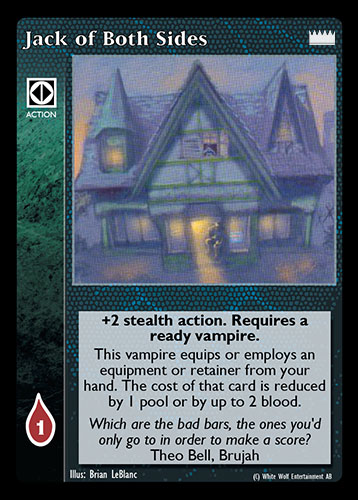 Jack of Both Sides
ACTION
+2 stealth action. Requires a
ready vampire.
This vampire equips or employs an
equipment or retainer from your
hand. The cost of that card is reduced
by 1 pool or by up to 2 blood.
Which are the bad bars, the ones you'd
only go to in order to make a score?
Theo Bell, Brujah
1
Illus: Brian LeBlanc
(C) White Wolf Entertainment AB